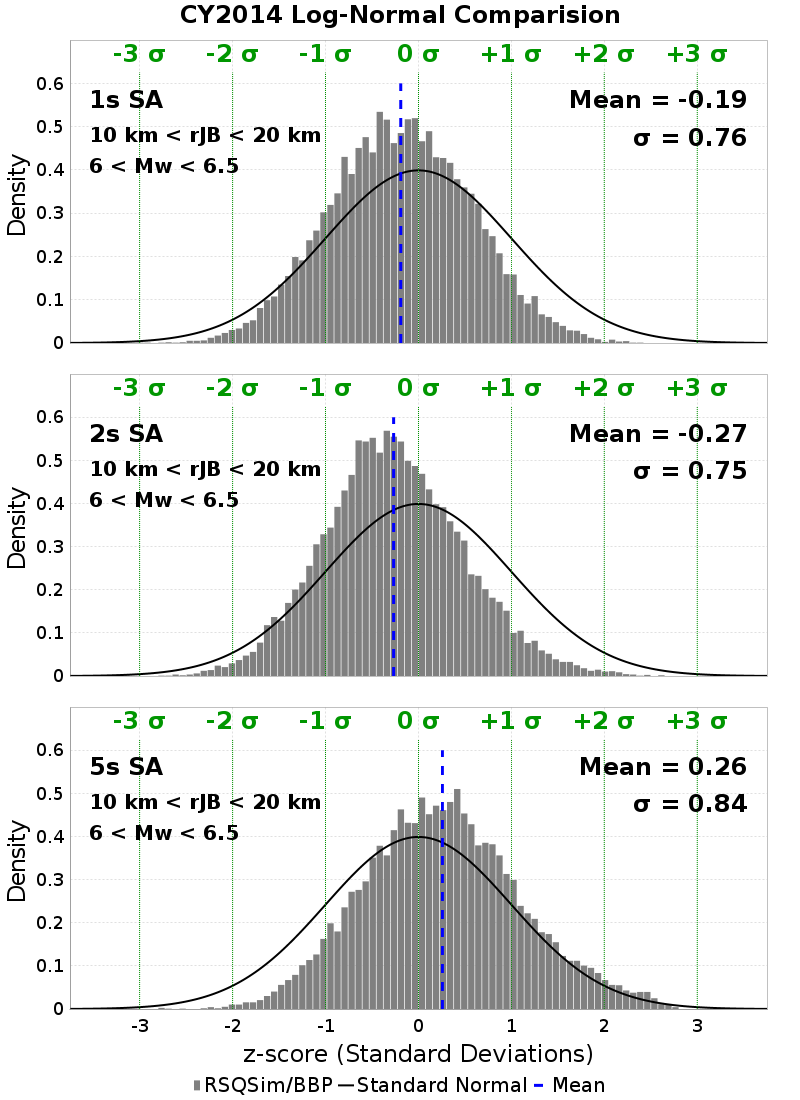 CY2014 Log-Normal Comparision
-3 σ -2 σ -1 σ 0 σ +1 σ +2 σ +3 σ
0.6
1s SA Mean = -0.19
0.5
10 km < rJB < 20 km σ = 0.76
6 < Mw < 6.5
0.4
Density
0.3
0.2
0.1
0
-3 σ -2 σ -1 σ 0 σ +1 σ +2 σ +3 σ
0.6
2s SA Mean = -0.27
0.5
10 km < rJB < 20 km σ = 0.75
6 < Mw < 6.5
0.4
Density
0.3
0.2
0.1
0
-3 σ -2 σ -1 σ 0 σ +1 σ +2 σ +3 σ
0.6
5s SA Mean = 0.26
0.5
10 km < rJB < 20 km σ = 0.84
6 < Mw < 6.5
0.4
Density
0.3
0.2
0.1
0
-3 -2 -1 0 1 2 3
z-score (Standard Deviations)
RSQSim/BBP Standard Normal Mean